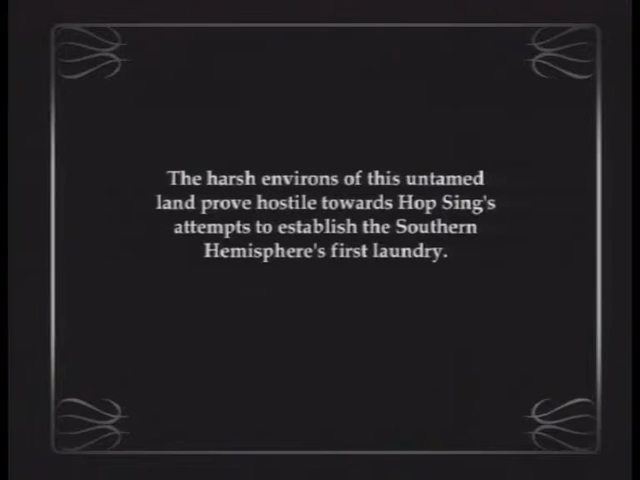 The harsh environs of this untamed
land prove hostile towards Hop Sing's
attempts to establish the Southern
Hemisphere's first laundry.